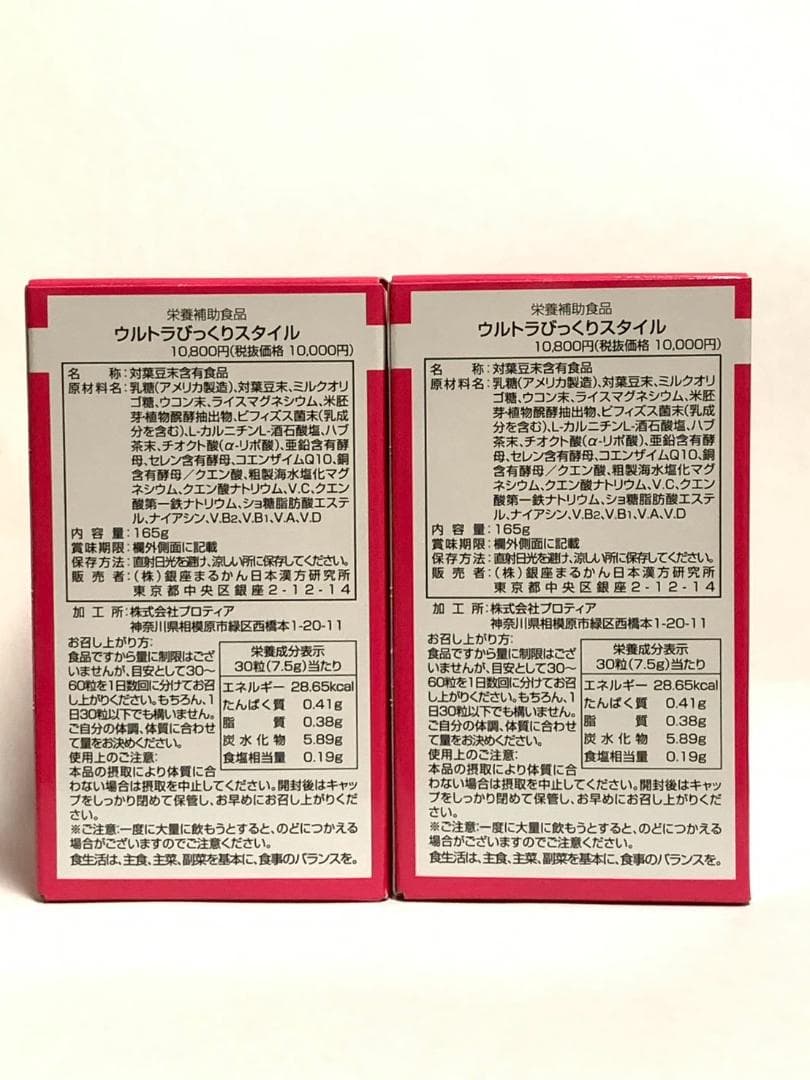 栄養補助食品
ウルトラびっくりスタイル
10,800円(税抜価格 10,000円)
名　　称:対葉豆末含有食品
原材料名:乳糖(アメリカ製造)、対葉豆末、ミルクオリ
ゴ糖、ウコン末、ライスマグネシウム、米胚
芽・植物醗酵抽出物、ビフィズス菌末(乳成
分を含む)、L-カルニチンL-酒石酸塩、ハブ
茶末、チオクト酸(α-リポ酸)、亜鉛含有酵
母、セレン含有酵母、コエンザイムQ10、銅
含有酵母／クエン酸、粗製海水塩化マグ
ネシウム、クエン酸ナトリウム、V.C、クエン
酸第一鉄ナトリウム、ショ糖脂肪酸エステ
ル、ナイアシン、V.B2、V.B1、V.A、V.D
内 容 量:165g
賞味期限:欄外側面に記載
保存方法:直射日光を避け、涼しい所に保存してください。
販 売 者:(株)銀座まるかん日本漢方研究所
東京都中央区銀座2-12-14
加 工 所:株式会社プロティア
神奈川県相模原市緑区西橋本1-20-11
お召し上がり方:
食品ですから量に制限はござ
いませんが、目安として30〜
60粒を1日数回に分けてお召
し上がりください。もちろん、1
日30粒以下でも構いません。
ご自分の体調、体質に合わせ
て量をお決めください。
使用上のご注意:
本品の摂取により体質に合
わない場合は摂取を中止してください。開封後はキャッ
プをしっかり閉めて保管し、お早めにお召し上がりくださ
い。
※ご注意:一度に大量に飲もうとすると、のどにつかえる
場合がございますのでご注意ください。
食生活は、主食、主菜、副菜を基本に、食事のバランスを。
栄養成分表示
30粒(7.5g)当たり
エネルギー 28.65kcal
たんぱく質 0.41g
脂　　質 0.38g
炭水化物 5.89g
食塩相当量 0.19g
栄養補助食品
ウルトラびっくりスタイル
10,800円(税抜価格 10,000円)
名　　称:対葉豆末含有食品
原材料名:乳糖(アメリカ製造)、対葉豆末、ミルクオリ
ゴ糖、ウコン末、ライスマグネシウム、米胚
芽・植物醗酵抽出物、ビフィズス菌末(乳成
分を含む)、L-カルニチンL-酒石酸塩、ハブ
茶末、チオクト酸(α-リポ酸)、亜鉛含有酵
母、セレン含有酵母、コエンザイムQ10、銅
含有酵母／クエン酸、粗製海水塩化マグ
ネシウム、クエン酸ナトリウム、V.C、クエン
酸第一鉄ナトリウム、ショ糖脂肪酸エステ
ル、ナイアシン、V.B2、V.B1、V.A、V.D
内 容 量:165g
賞味期限:欄外側面に記載
保存方法:直射日光を避け、涼しい所に保存してください。
販 売 者:(株)銀座まるかん日本漢方研究所
東京都中央区銀座2-12-14
加 工 所:株式会社プロティア
神奈川県相模原市緑区西橋本1-20-11
お召し上がり方:
食品ですから量に制限はござ
いませんが、目安として30〜
60粒を1日数回に分けてお召
し上がりください。もちろん、1
日30粒以下でも構いません。
ご自分の体調、体質に合わせ
て量をお決めください。
使用上のご注意:
本品の摂取により体質に合
わない場合は摂取を中止してください。開封後はキャッ
プをしっかり閉めて保管し、お早めにお召し上がりくださ
い。
※ご注意:一度に大量に飲もうとすると、のどにつかえる
場合がございますのでご注意ください。
食生活は、主食、主菜、副菜を基本に、食事のバランスを。
栄養成分表示
30粒(7.5g)当たり
エネルギー 28.65kcal
たんぱく質 0.41g
脂　　質 0.38g
炭水化物 5.89g
食塩相当量 0.19g